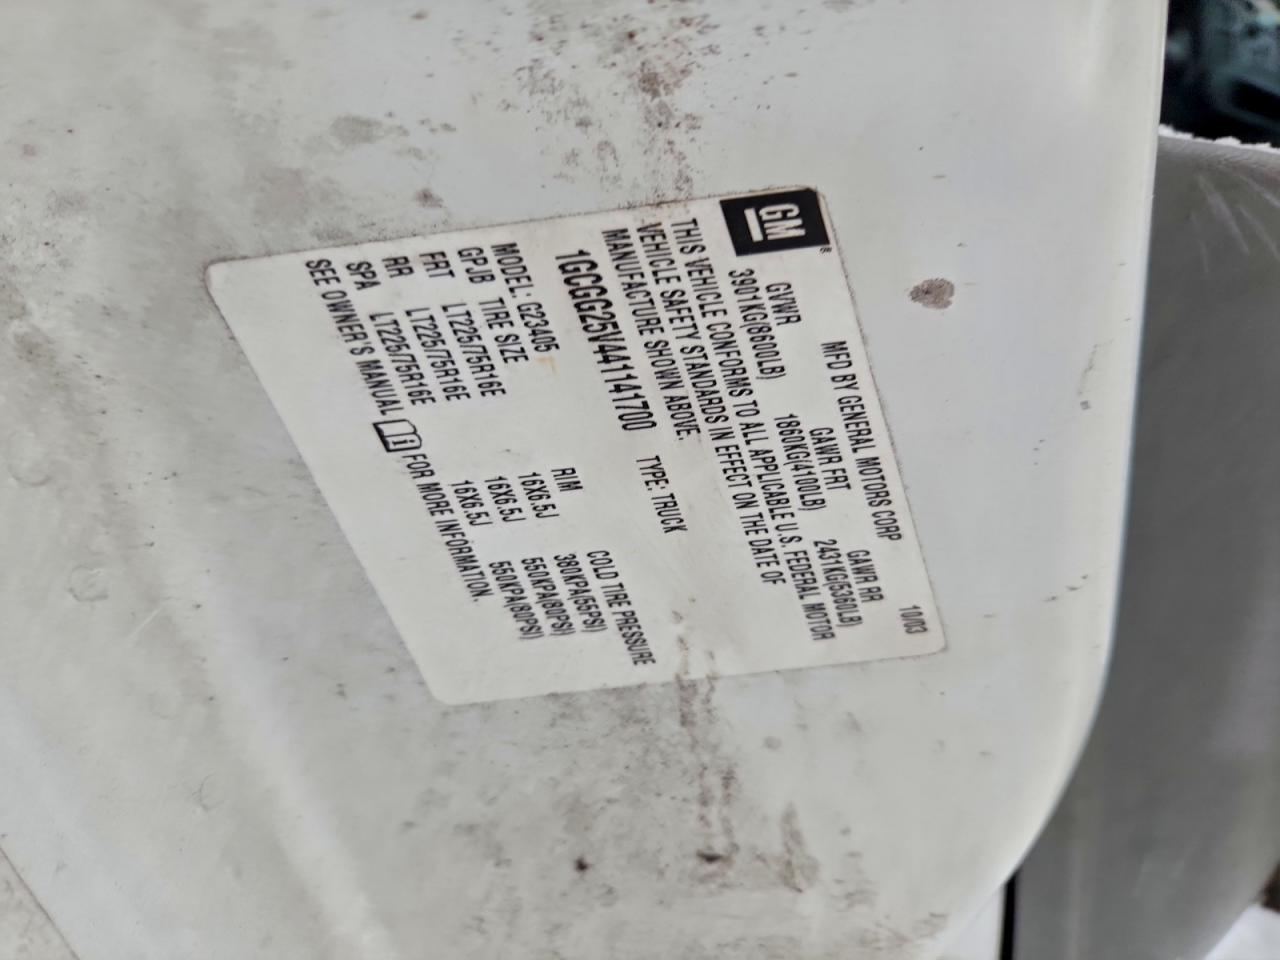 GM®
MFD BY GENERAL MOTORS CORP 10/03
GVWR GAWR FRT GAWR RR
3901KG(8600LB) 1860KG(4100LB) 2431KG(5360LB)
THIS VEHICLE CONFORMS TO ALL APPLICABLE U.S. FEDERAL MOTOR
VEHICLE SAFETY STANDARDS IN EFFECT ON THE DATE OF
MANUFACTURE SHOWN ABOVE.
1GCGG25V441141700 TYPE: TRUCK
MODEL: G23405
GPJB TIRE SIZE RIM COLD TIRE PRESSURE
FRT LT225/75R16E 16X6.5J 380KPA(55PSI)
RR LT225/75R16E 16X6.5J 550KPA(80PSI)
SPA LT225/75R16E 16X6.5J 550KPA(80PSI)
SEE OWNER'S MANUAL FOR MORE INFORMATION.